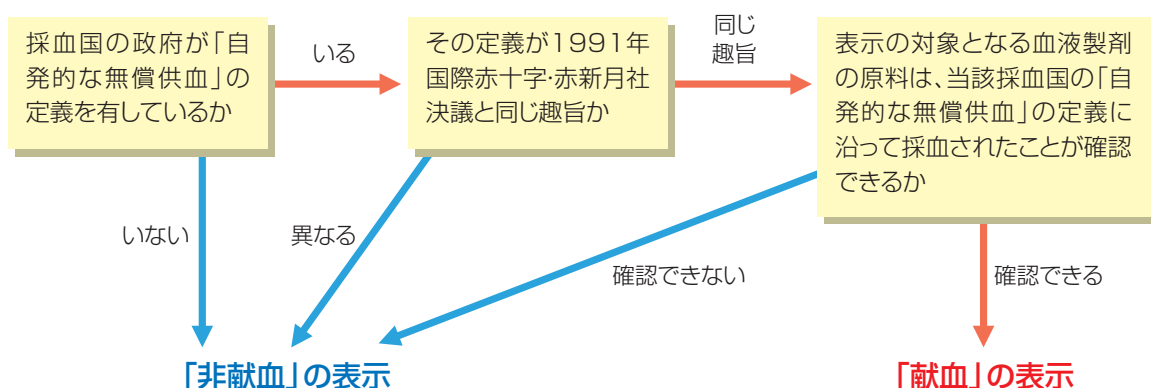 採血国の政府が「自
発的な無償供血」の
定義を有しているか
いる
その定義が1991年
国際赤十字・赤新月社
決議と同じ趣旨か
同じ
趣旨
表示の対象となる血液製剤
の原料は、当該採血国の「自
発的な無償供血」の定義に
沿って採血されたことが確認
できるか
いない
異なる
確認できない
確認できる
「非献血」の表示
「献血」の表示